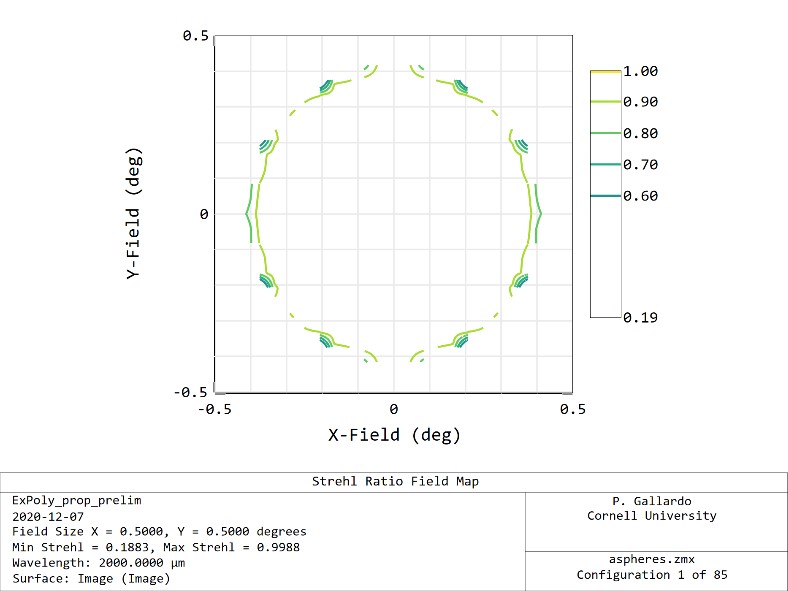 0.5
0
-0.5
Y-Field (deg)
-0.5
0
0.5
X-Field (deg)
1.00
0.90
0.80
0.70
0.60
0.19
Strehl Ratio Field Map
ExPoly_prop_prelim
2020-12-07
Field Size X = 0.5000, Y = 0.5000 degrees
Min Strehl = 0.1883, Max Strehl = 0.9988
Wavelength: 2000.0000 µm
Surface: Image (Image)
P. Gallardo
Cornell University
aspheres.zmx
Configuration 1 of 85